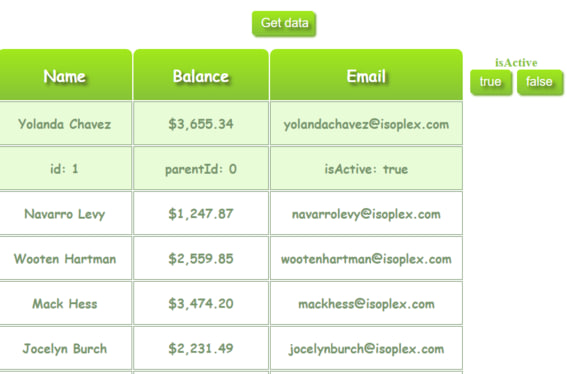 Get data
isActive
Name Balance Email true false
Yolanda Chavez $3,655.34 yolandachavez@isoplex.com
id: 1 parentId: 0 isActive: true
Navarro Levy $1,247.87 navarrolevy@isoplex.com
Wooten Hartman $2,559.85 wootenhartman@isoplex.com
Mack Hess $3,474.20 mackhess@isoplex.com
Jocelyn Burch $2,231.49 jocelynburch@isoplex.com